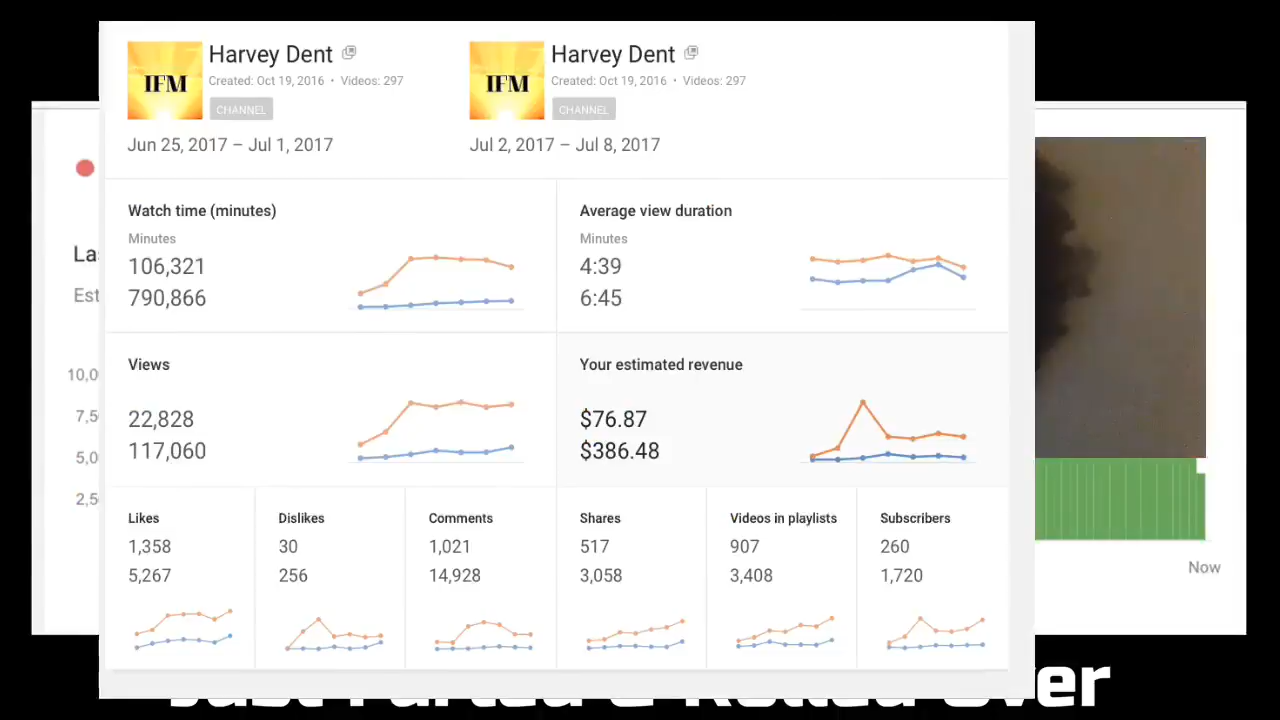 Harvey Dent
Created: Oct 19, 2016 • Videos: 297
CHANNEL
Jun 25, 2017 – Jul 1, 2017
IFM
Harvey Dent
Created: Oct 19, 2016 • Videos: 297
CHANNEL
Jul 2, 2017 – Jul 8, 2017
IFM
Watch time (minutes)
Minutes
106,321
790,866
Average view duration
Minutes
4:39
6:45
Views
22,828
117,060
Your estimated revenue
$76.87
$386.48
Likes
1,358
5,267
Dislikes
30
256
Comments
1,021
14,928
Shares
517
3,058
Videos in playlists
907
3,408
Subscribers
260
1,720
Now